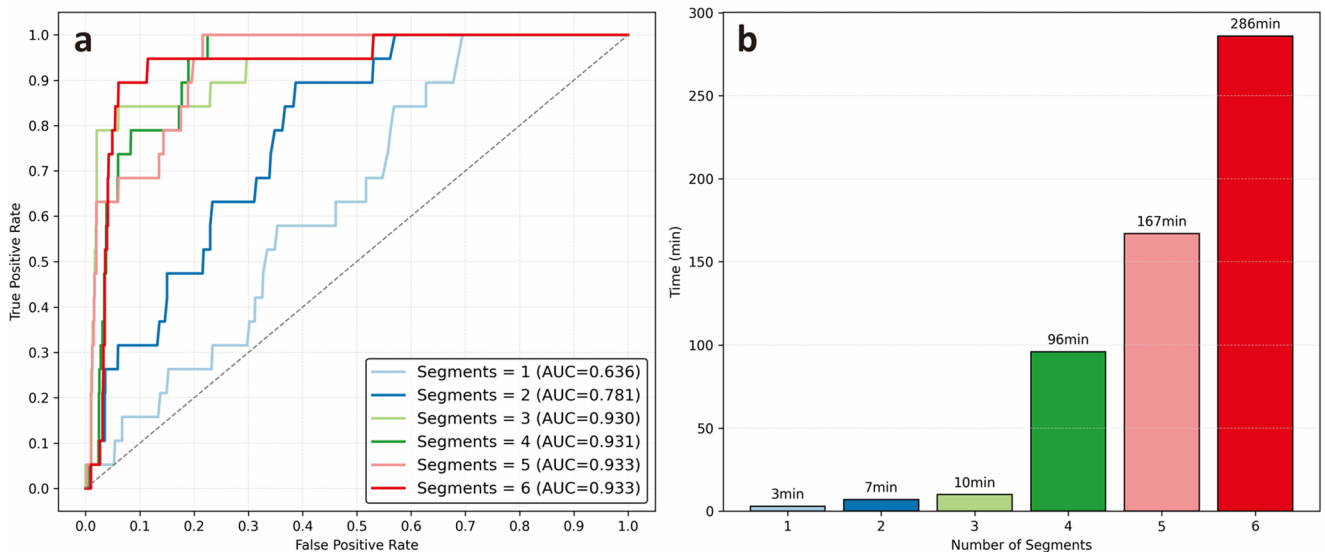 a
1.0
0.9
0.8
0.7
0.6
0.5
0.4
0.3
0.2
0.1
0.0
True Positive Rate
0.0 0.1 0.2 0.3 0.4 0.5 0.6 0.7 0.8 0.9 1.0
False Positive Rate
Segments = 1 (AUC=0.636)
Segments = 2 (AUC=0.781)
Segments = 3 (AUC=0.930)
Segments = 4 (AUC=0.931)
Segments = 5 (AUC=0.933)
Segments = 6 (AUC=0.933)
b
300
250
200
150
100
50
0
Time (min)
3min
7min
10min
96min
167min
286min
1 2 3 4 5 6
Number of Segments